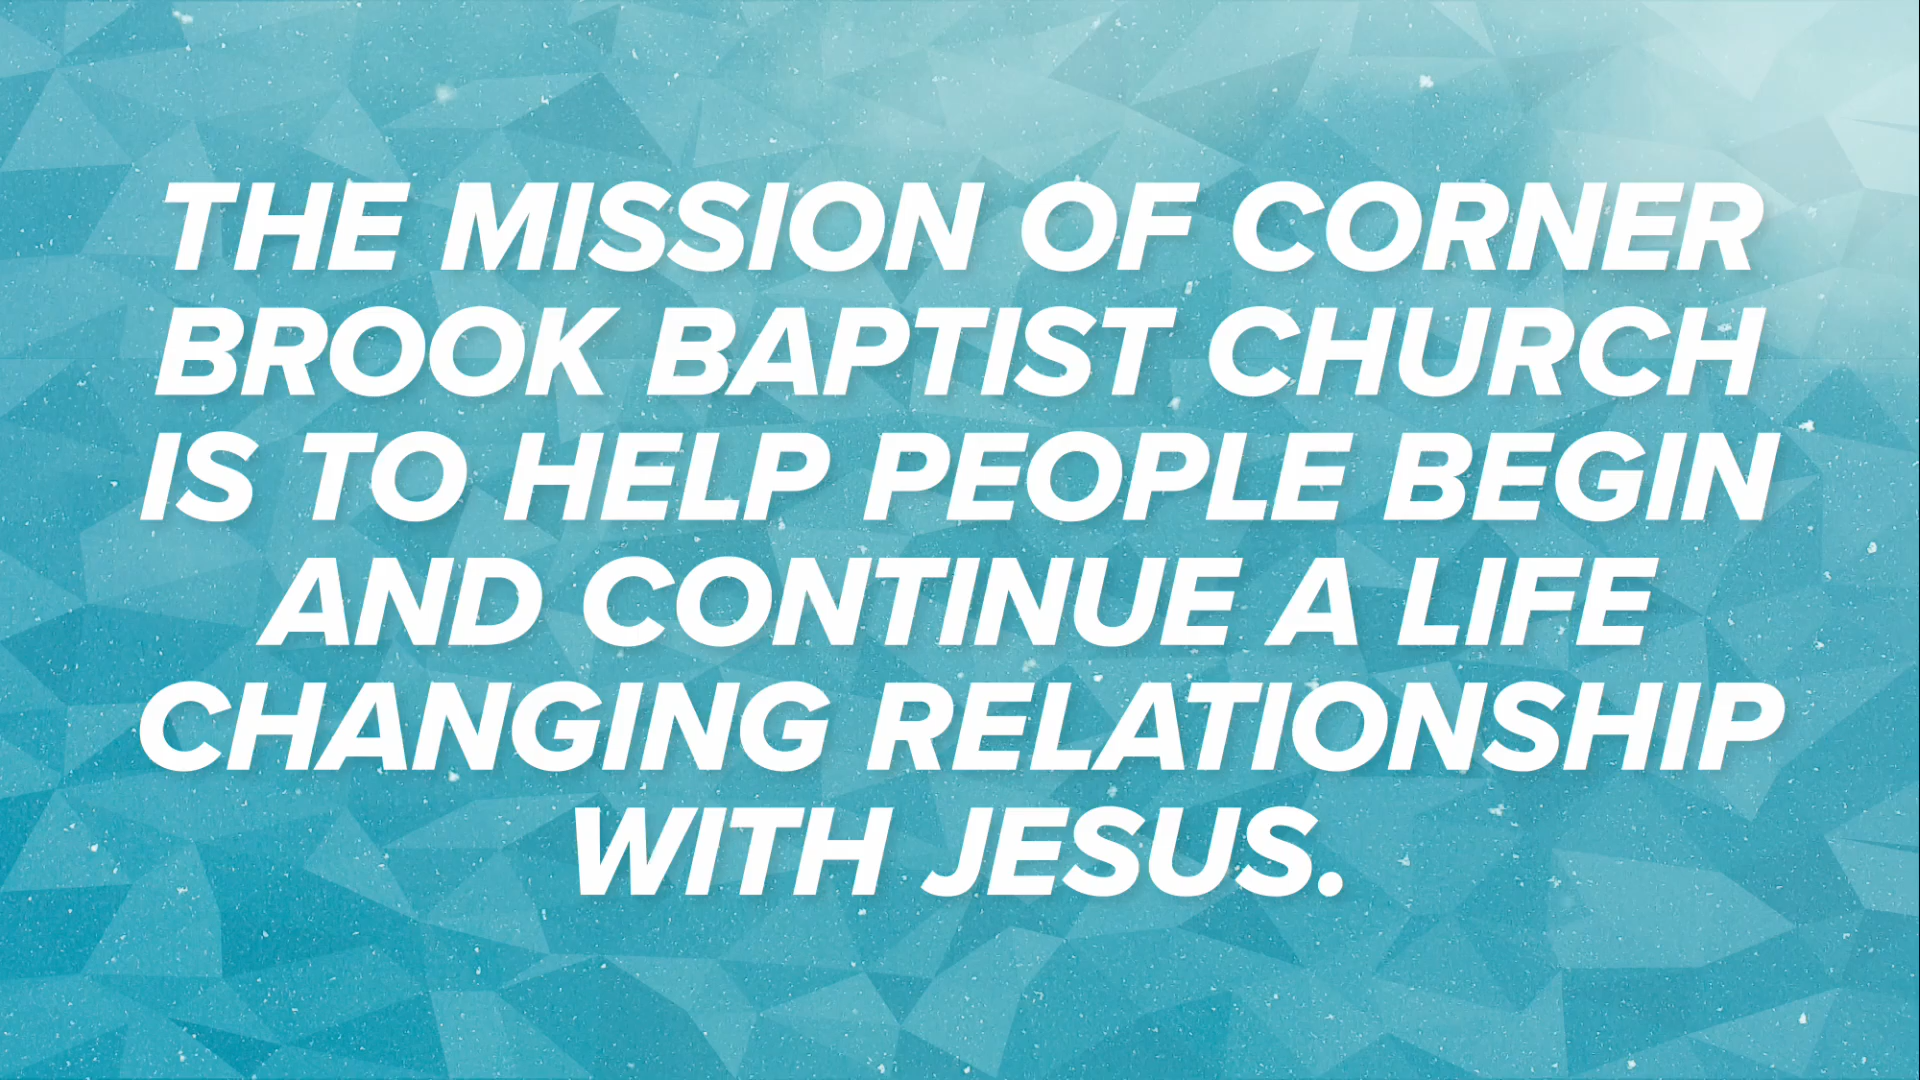 THE MISSION OF CORNER
BROOK BAPTIST CHURCH
IS TO HELP PEOPLE BEGIN
AND CONTINUE A LIFE
CHANGING RELATIONSHIP
WITH JESUS.